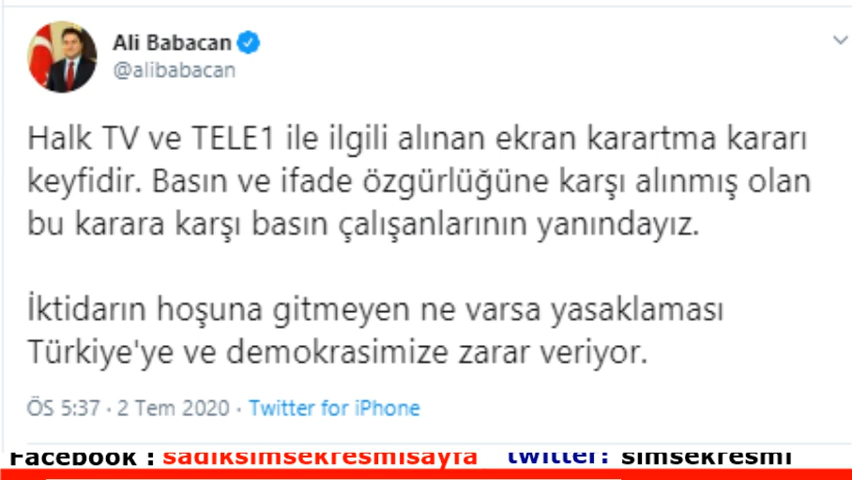 Ali Babacan
@alibabacan
Halk TV ve TELE1 ile ilgili alınan ekran karartma kararı
keyfidir. Basın ve ifade özgürlüğüne karşı alınmış olan
bu karara karşı basın çalışanlarının yanındayız.
İktidarın hoşuna gitmeyen ne varsa yasaklaması
Türkiye'ye ve demokrasimize zarar veriyor.
ÖS 5:37 · 2 Tem 2020 · Twitter for iPhone
Facebook : sadiksimsekresmisayfa twitter: simsekresmi